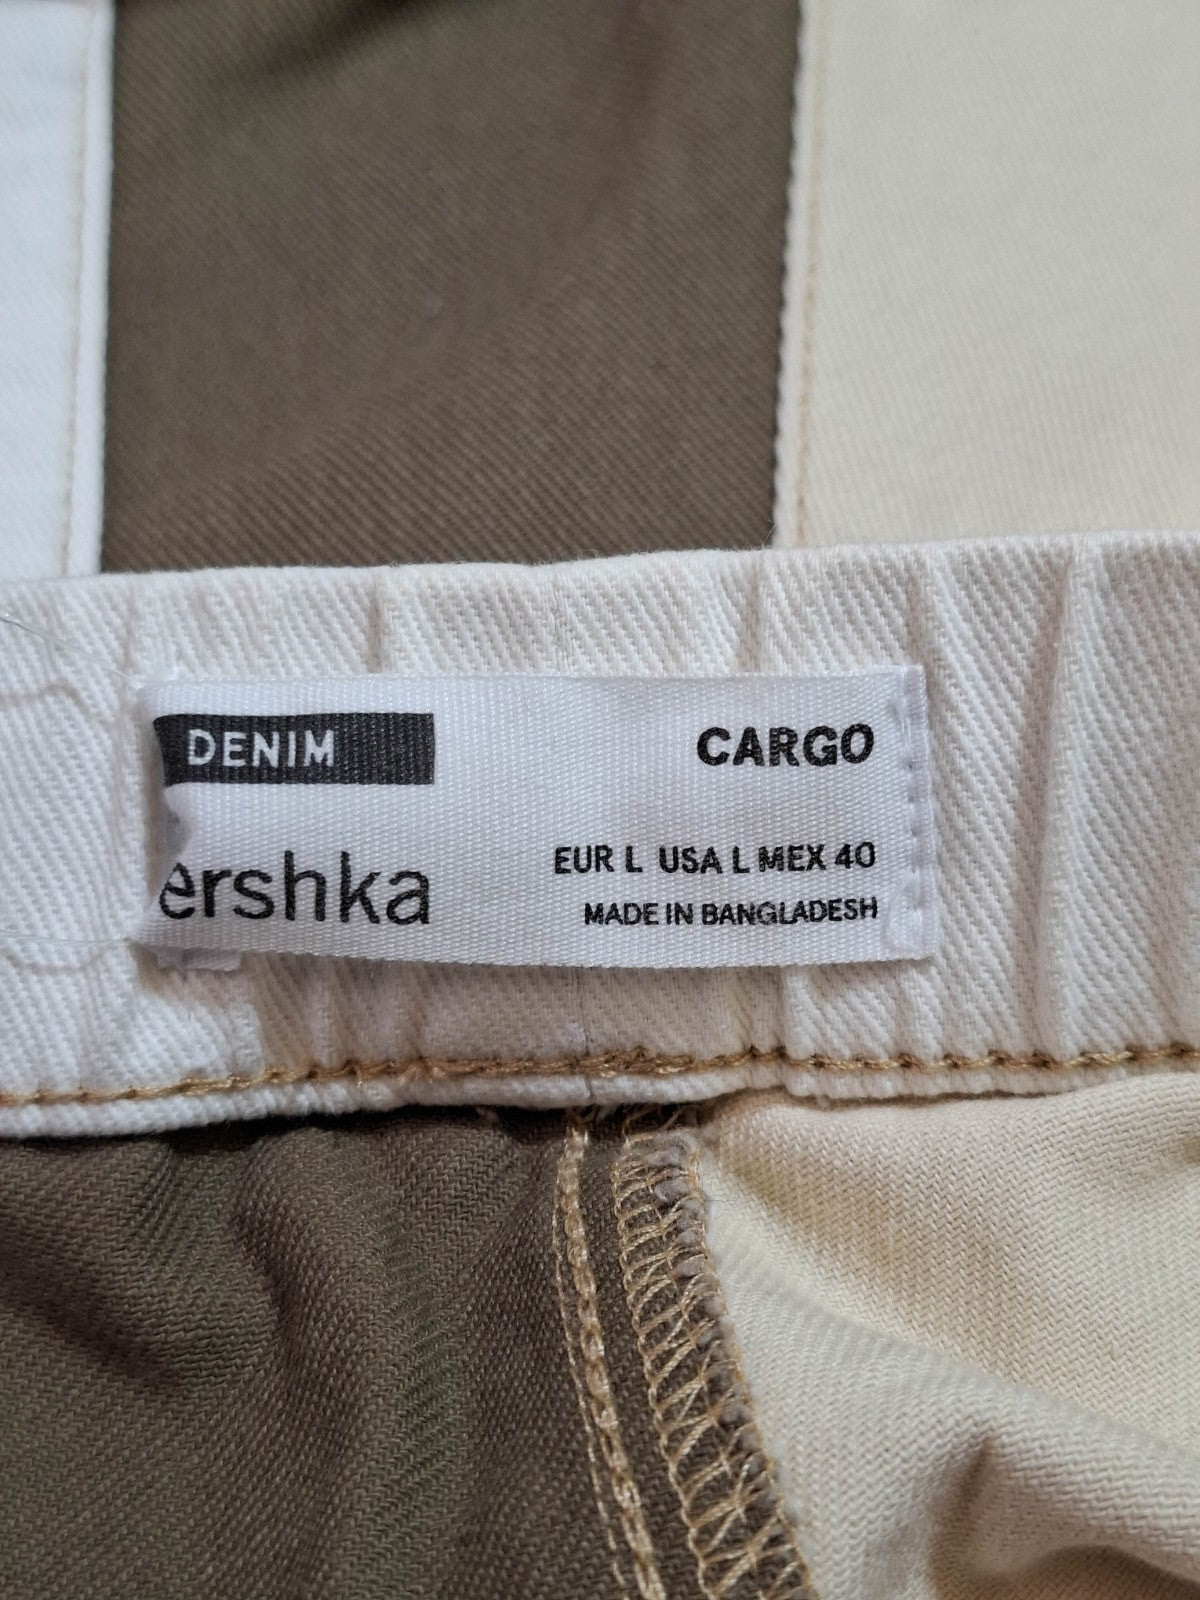 DENIM
CARGO
ershka
EUR L USA L MEX 40
MADE IN BANGLADESH